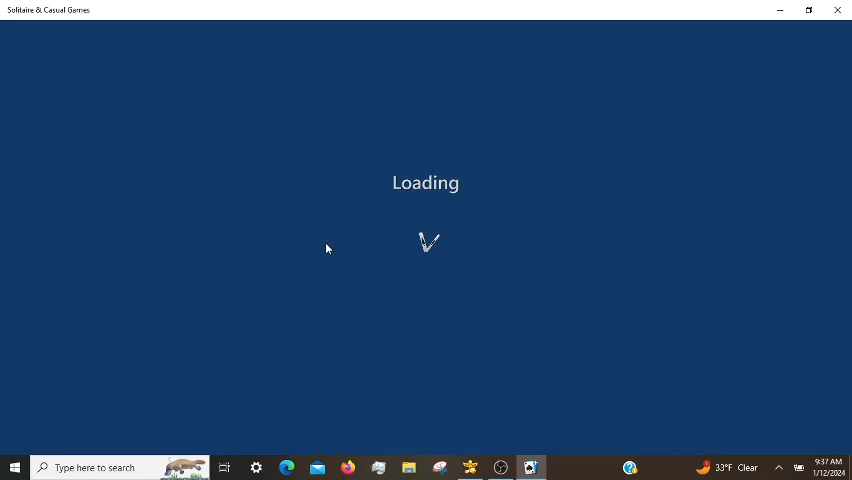 Solitaire & Casual Games
Loading
Type here to search
33°F Clear
9:37 AM
1/12/2024